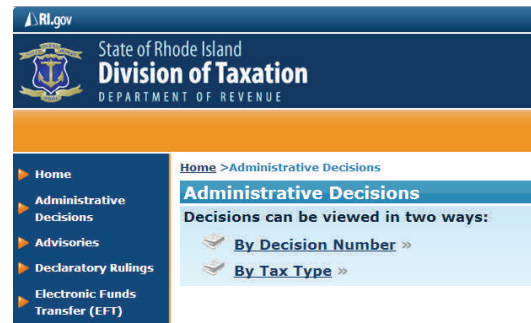 RI.gov
State of Rhode Island
Division of Taxation
DEPARTMENT OF REVENUE
Home
Administrative
Decisions
Advisories
Declaratory Rulings
Electronic Funds
Transfer (EFT)
Home >Administrative Decisions
Administrative Decisions
Decisions can be viewed in two ways:
By Decision Number »
By Tax Type »